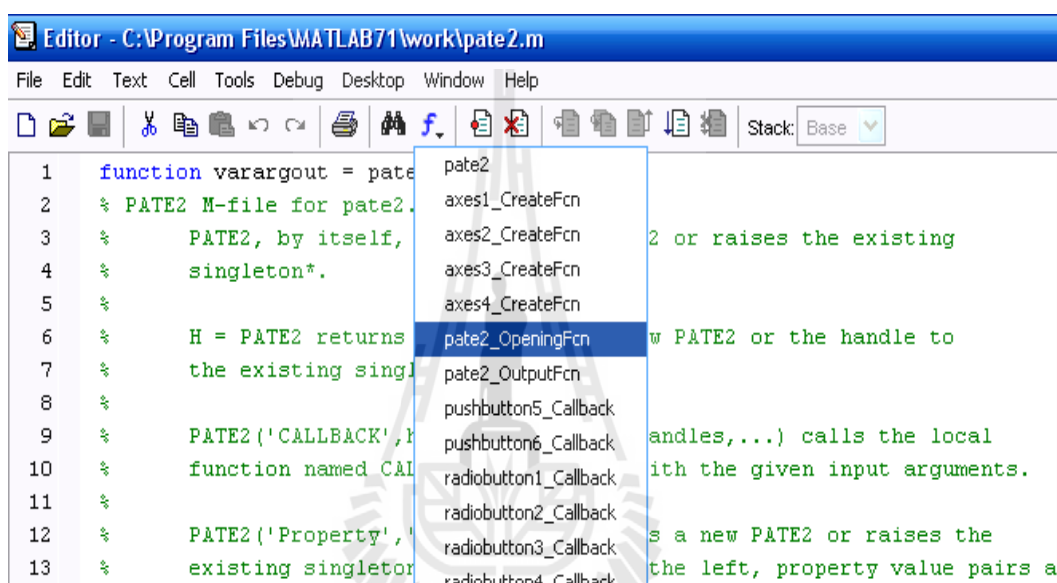 Editor - C:\Program Files\MATLAB71\work\pate2.m
File Edit Text Cell Tools Debug Desktop Window Help
Stack: Base
1 function varargout = pate
2 % PATE2 M-file for pate2.
3 % PATE2, by itself, 2 or raises the existing
4 % singleton*.
5 %
6 % H = PATE2 returns w PATE2 or the handle to
7 % the existing singl
8 %
9 % PATE2('CALLBACK',h andles,...) calls the local
10 % function named CAL ith the given input arguments.
11 %
12 % PATE2('Property',' s a new PATE2 or raises the
13 % existing singleton the left, property value pairs a
pate2
axes1_CreateFcn
axes2_CreateFcn
axes3_CreateFcn
axes4_CreateFcn
pate2_OpeningFcn
pate2_OutputFcn
pushbutton5_Callback
pushbutton6_Callback
radiobutton1_Callback
radiobutton2_Callback
radiobutton3_Callback
radiobutton4_Callback